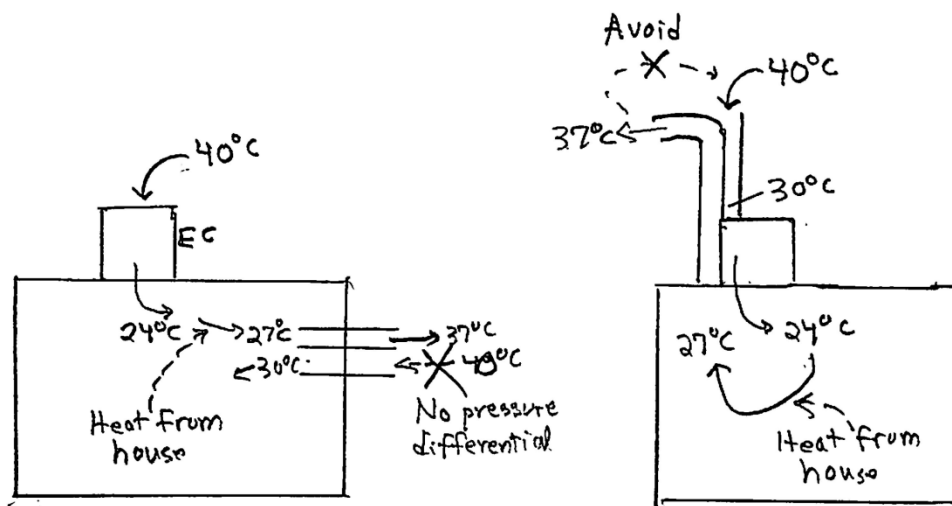 40°C
EC
24°C
27°C
37°C
30°C
40°C
Heat from
house
No pressure
differential
Avoid
40°C
37°C
30°C
24°C
27°C
Heat from
house